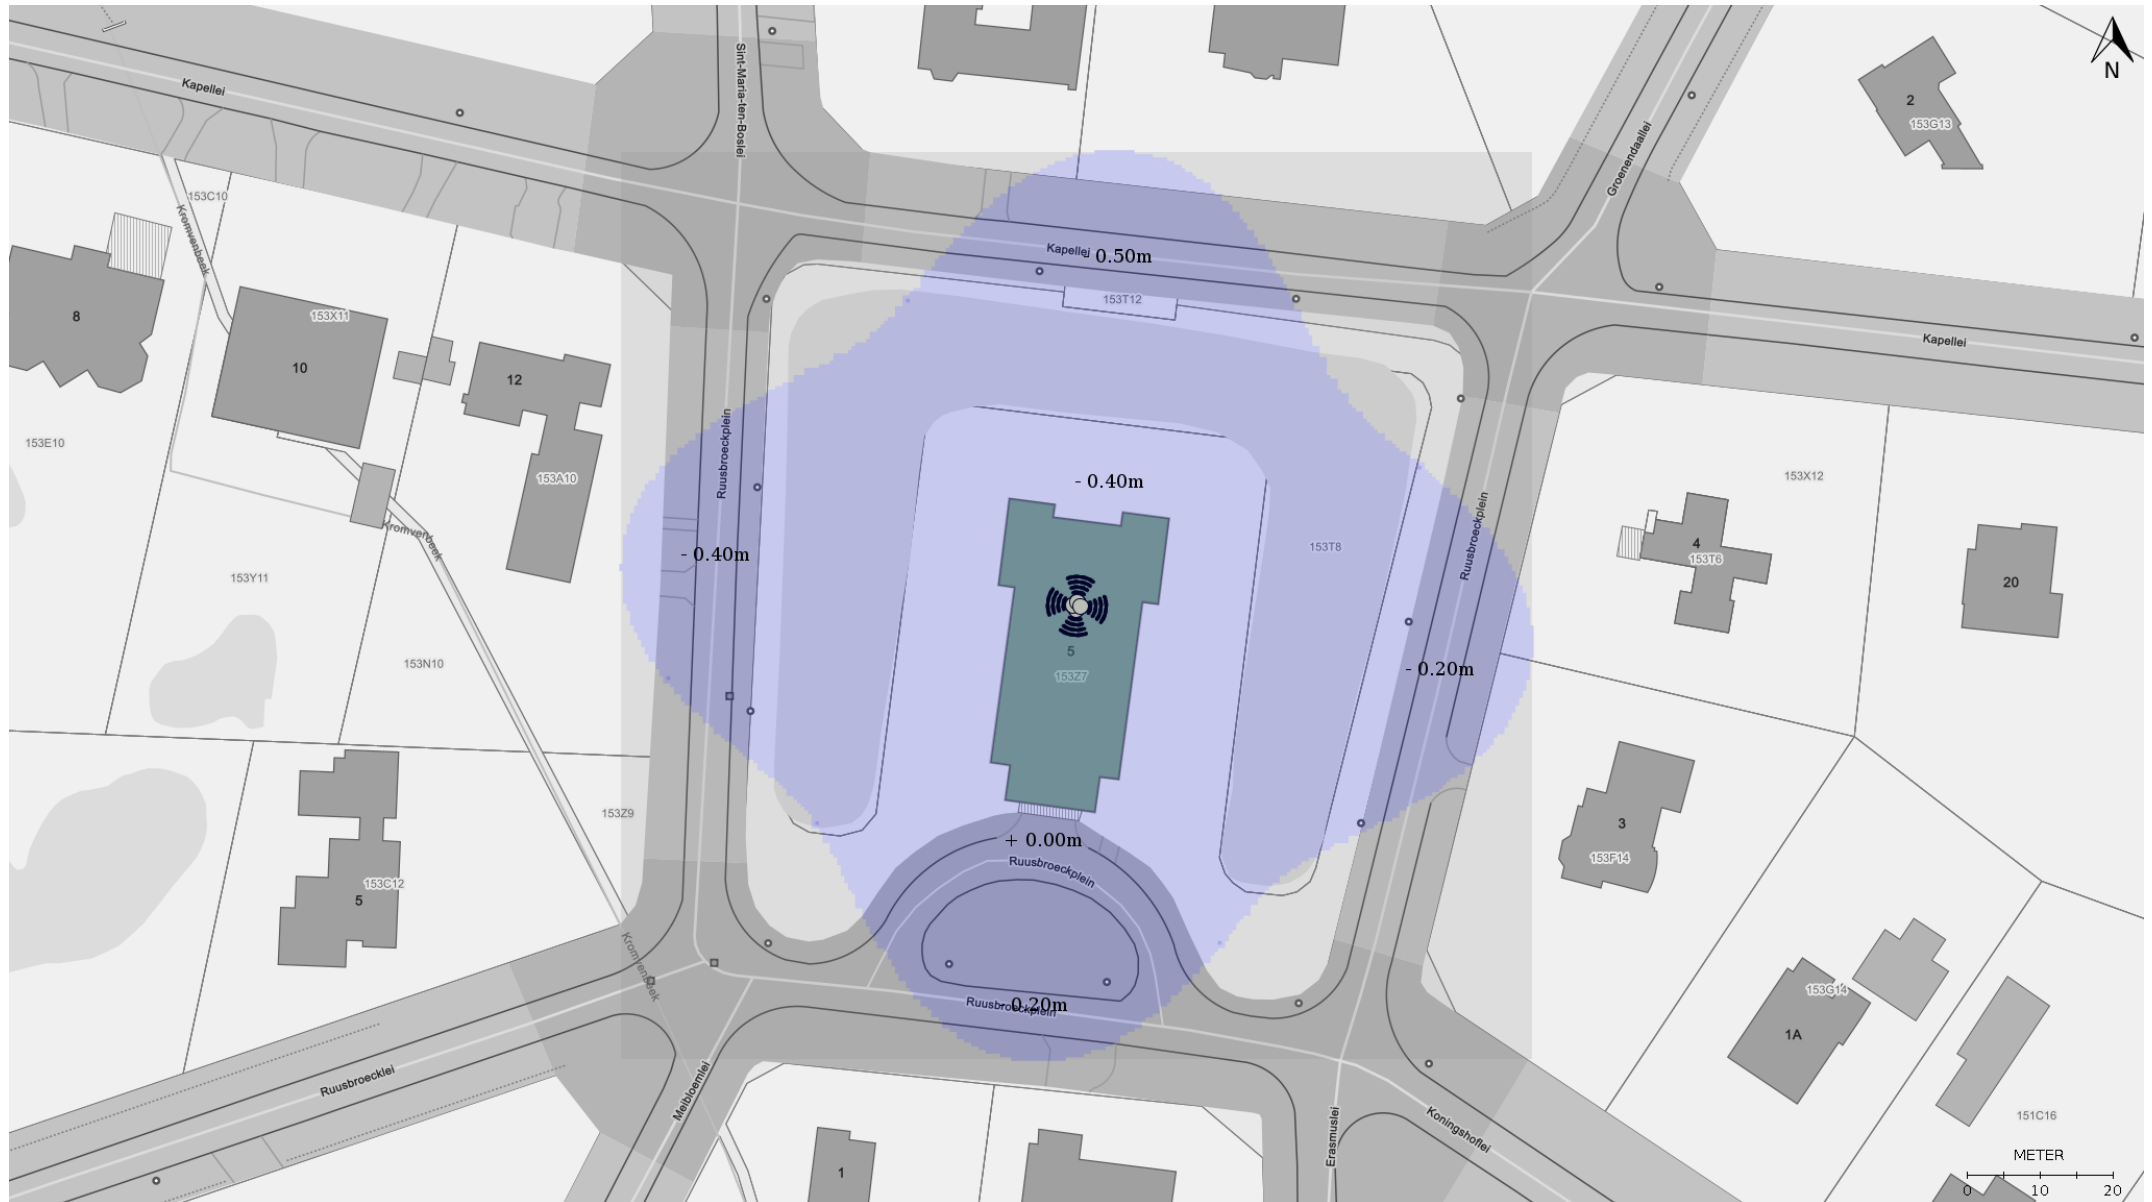 N
Kapellei
Sint-Maria-ten-Boslei
Groenendaallei
2
153G13
153C10
Kromvenbeek
Kapellei
- 0.50m
153T12
8
153X11
10
12
Kapellei
153E10
153A10
Ruusbroeckplein
- 0.40m
153X12
Kromvenbeek
- 0.40m
153T8
Ruusbroeckplein
4
153T6
20
153Y11
5
153Z7
153N10
- 0.20m
153Z9
3
153F14
+ 0.00m
Ruusbroeckplein
153C12
5
Kromvenbeek
153G14
1A
Ruusbroeckplein
- 0.20m
Ruusbroecklei
Meibloemlei
Erasmuslei
Koningshoflei
151C16
1
METER
0 10 20